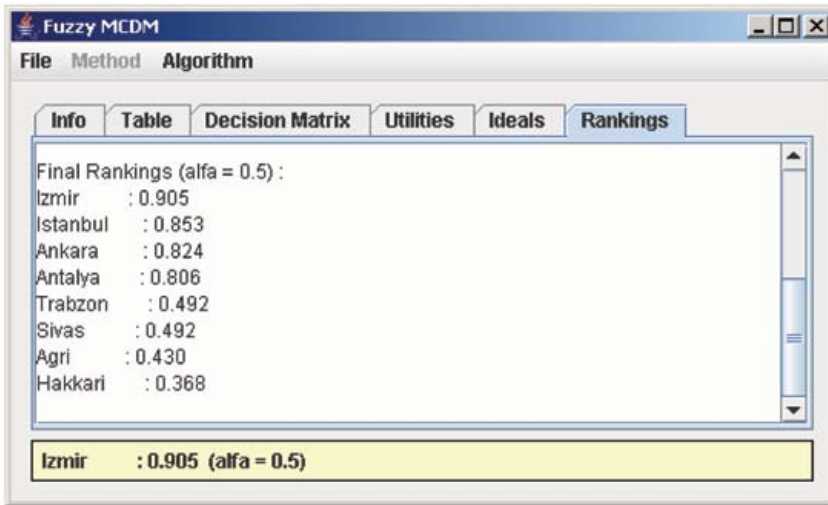 Fuzzy MCDM
File Method Algorithm
Info Table Decision Matrix Utilities Ideals Rankings
Final Rankings (alfa = 0.5) :
Izmir : 0.905
Istanbul : 0.853
Ankara : 0.824
Antalya : 0.806
Trabzon : 0.492
Sivas : 0.492
Agri : 0.430
Hakkari : 0.368
Izmir : 0.905 (alfa = 0.5)